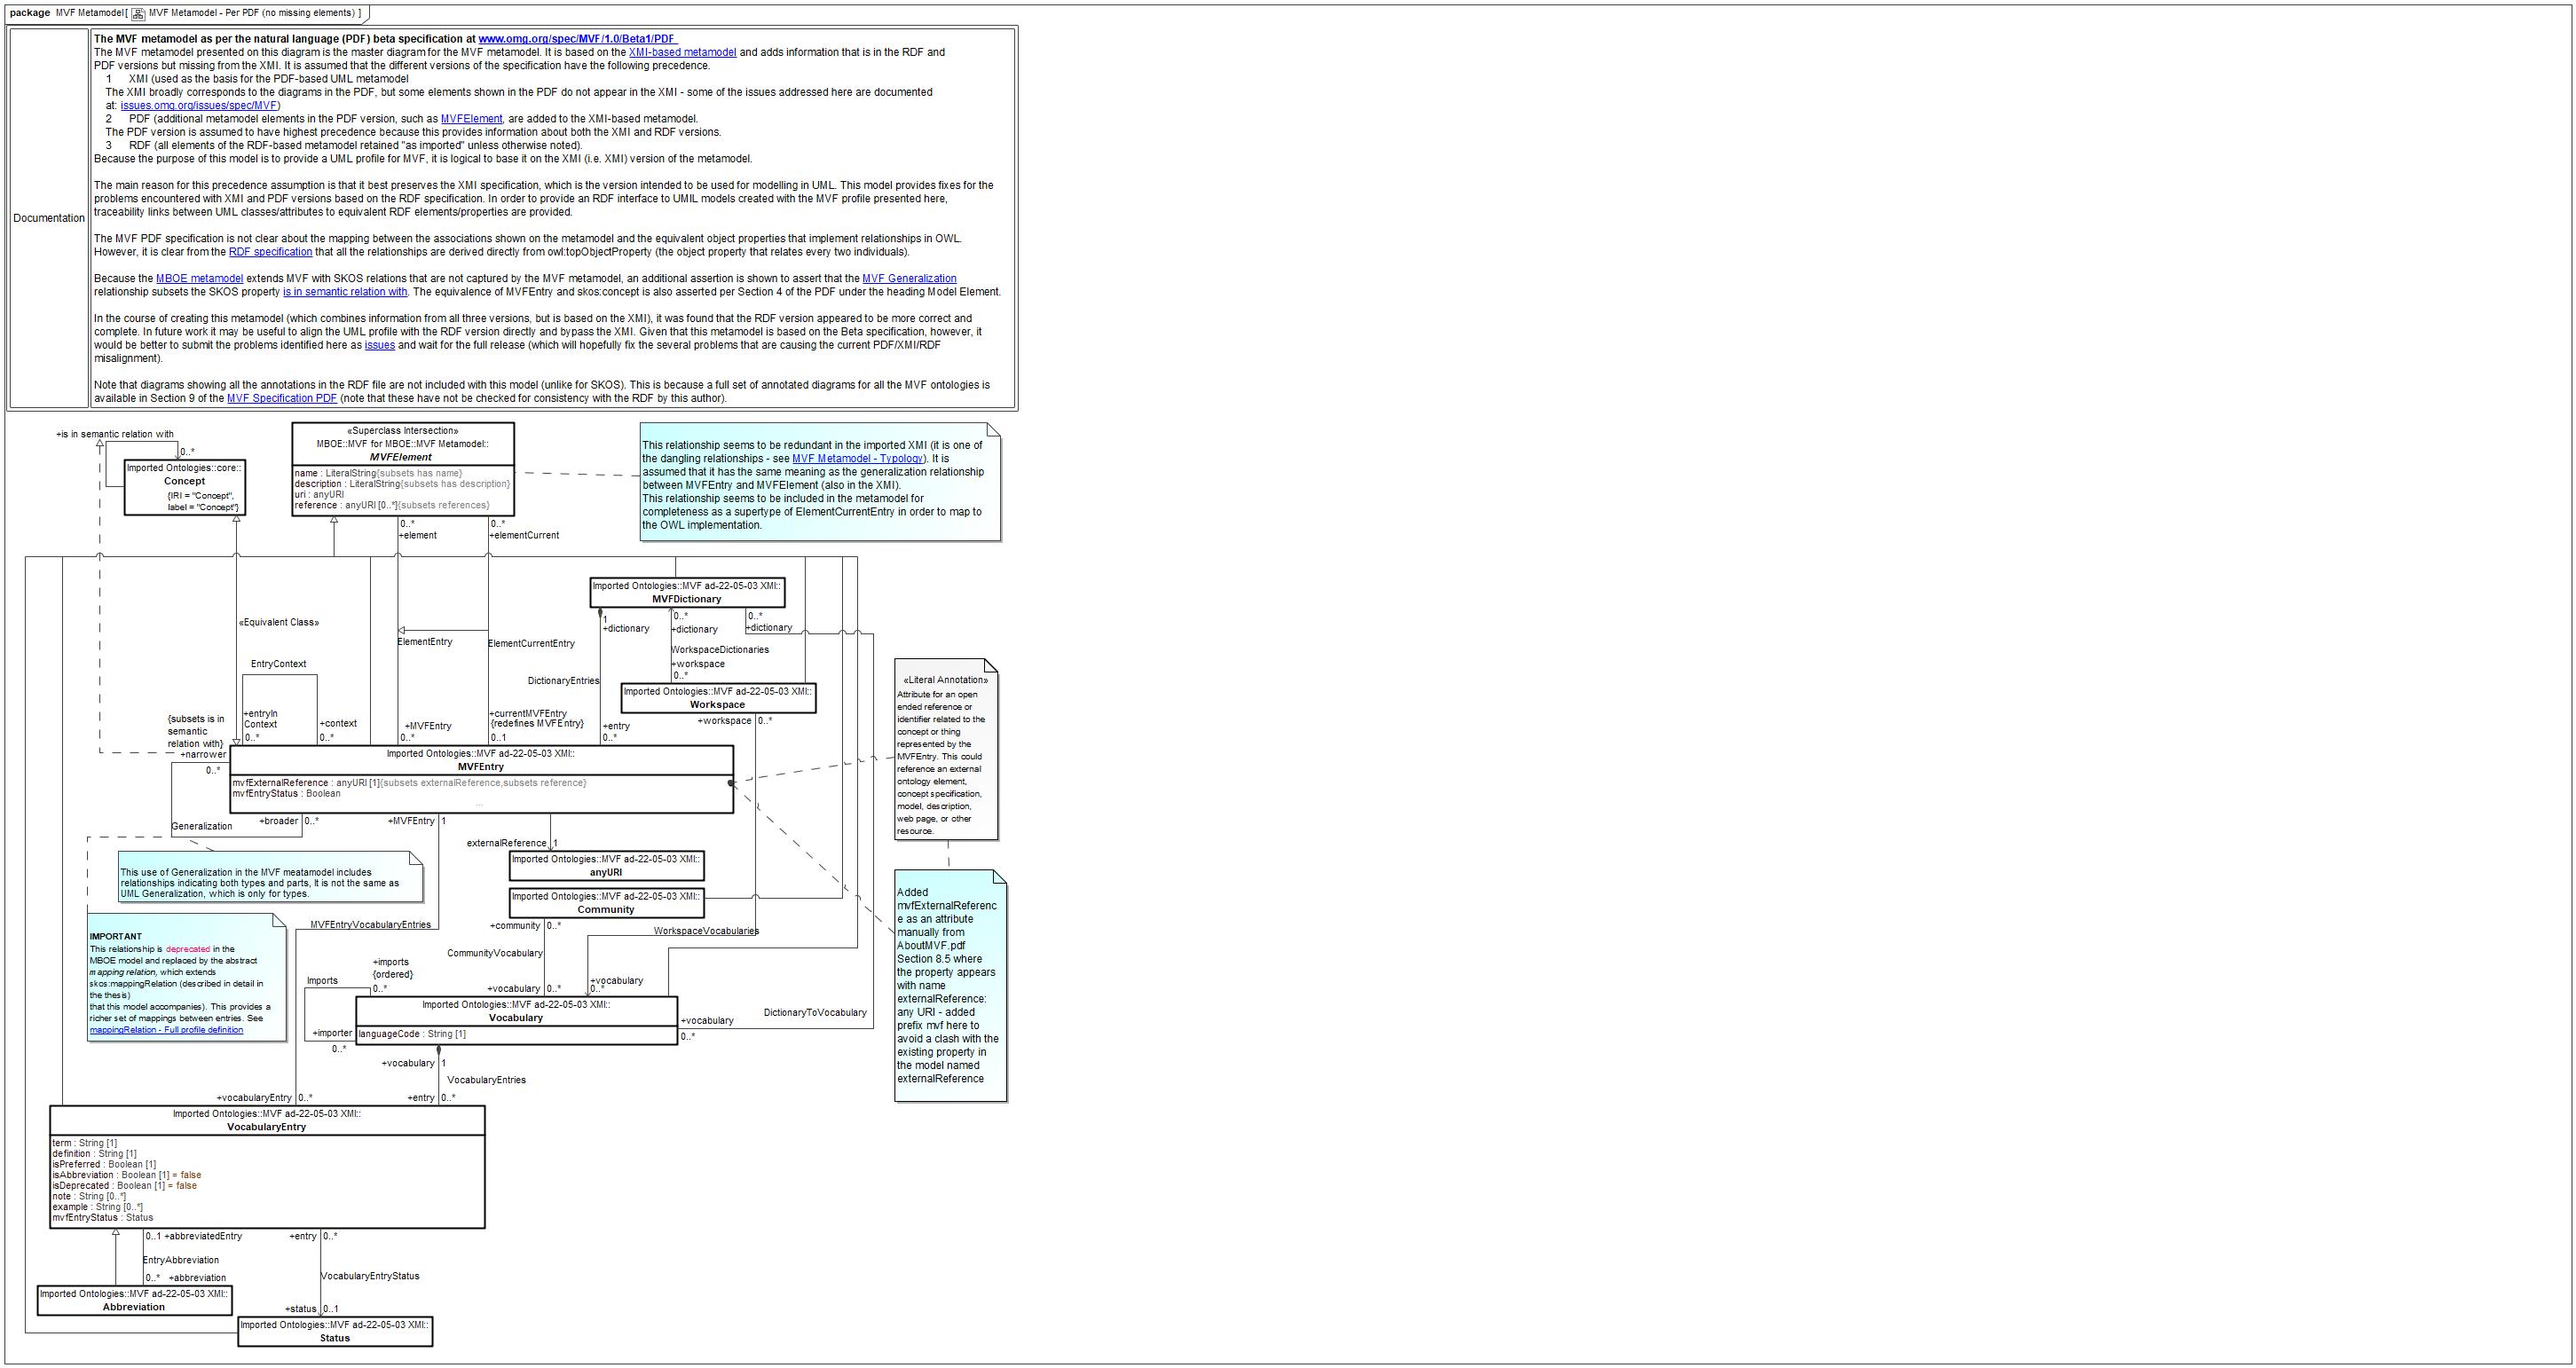 package MVF Metamodel[ MVF Metamodel - Per PDF (no missing elements) ]
Documentation
The MVF metamodel as per the natural language (PDF) beta specification at www.omg.org/spec/MVF/1.0/Beta1/PDF
The MVF metamodel presented on this diagram is the master diagram for the MVF metamodel. It is based on the XMI-based metamodel and adds information that is in the RDF and
PDF versions but missing from the XMI. It is assumed that the different versions of the specification have the following precedence.
1 XMI (used as the basis for the PDF-based UML metamodel
The XMI broadly corresponds to the diagrams in the PDF, but some elements shown in the PDF do not appear in the XMI - some of the issues addressed here are documented
at: issues.omg.org/issues/spec/MVF)
2 PDF (additional metamodel elements in the PDF version, such as MVFElement, are added to the XMI-based metamodel.
The PDF version is assumed to have highest precedence because this provides information about both the XMI and RDF versions.
3 RDF (all elements of the RDF-based metamodel retained "as imported" unless otherwise noted).
Because the purpose of this model is to provide a UML profile for MVF, it is logical to base it on the XMI (i.e. XMI) version of the metamodel.
The main reason for this precedence assumption is that it best preserves the XMI specification, which is the version intended to be used for modelling in UML. This model provides fixes for the
problems encountered with XMI and PDF versions based on the RDF specification. In order to provide an RDF interface to UMIL models created with the MVF profile presented here,
traceability links between UML classes/attributes to equivalent RDF elements/properties are provided.
The MVF PDF specification is not clear about the mapping between the associations shown on the metamodel and the equivalent object properties that implement relationships in OWL.
However, it is clear from the RDF specification that all the relationships are derived directly from owl:topObjectProperty (the object property that relates every two individuals).
Because the MBOE metamodel extends MVF with SKOS relations that are not captured by the MVF metamodel, an additional assertion is shown to assert that the MVF Generalization
relationship subsets the SKOS property is in semantic relation with. The equivalence of MVFEntry and skos:concept is also asserted per Section 4 of the PDF under the heading Model Element.
In the course of creating this metamodel (which combines information from all three versions, but is based on the XMI), it was found that the RDF version appeared to be more correct and
complete. In future work it may be useful to align the UML profile with the RDF version directly and bypass the XMI. Given that this metamodel is based on the Beta specification, however, it
would be better to submit the problems identified here as issues and wait for the full release (which will hopefully fix the several problems that are causing the current PDF/XMI/RDF
misalignment).
Note that diagrams showing all the annotations in the RDF file are not included with this model (unlike for SKOS). This is because a full set of annotated diagrams for all the MVF ontologies is
available in Section 9 of the MVF Specification PDF (note that these have not be checked for consistency with the RDF by this author).
+is in semantic relation with
0..*
Imported Ontologies::core::
Concept
{IRI = "Concept",
label = "Concept"}
«Superclass Intersection»
MBOE::MVF for MBOE::MVF Metamodel::
MVFElement
name : LiteralString{subsets has name}
description : LiteralString{subsets has description}
uri : anyURI
reference : anyURI [0..*]{subsets references}
This relationship seems to be redundant in the imported XMI (it is one of
the dangling relationships - see MVF Metamodel - Typology). It is
assumed that it has the same meaning as the generalization relationship
between MVFEntry and MVFElement (also in the XMI).
This relationship seems to be included in the metamodel for
completeness as a supertype of ElementCurrentEntry in order to map to
the OWL implementation.
0..*
+element
0..*
+elementCurrent
Imported Ontologies::MVF ad-22-05-03 XMI::
MVFDictionary
1
+dictionary
0..*
+dictionary
0..*
+dictionary
«Equivalent Class»
ElementEntry
ElementCurrentEntry
WorkspaceDictionaries
+workspace
0..*
EntryContext
DictionaryEntries
Imported Ontologies::MVF ad-22-05-03 XMI::
Workspace
+workspace 0..*
«Literal Annotation»
Attribute for an open
ended reference or
identifier related to the
concept or thing
represented by the
MVFEntry. This could
reference an external
ontology element,
concept specification,
model, description,
web page, or other
resource.
{subsets is in
semantic
relation with}
+narrower
0..*
+entryIn
Context
0..*
+context
0..*
+MVFEntry
0..*
+currentMVFEntry
{redefines MVFEntry}
0..1
+entry
0..*
Imported Ontologies::MVF ad-22-05-03 XMI::
MVFEntry
mvfExternalReference : anyURI [1]{subsets externalReference,subsets reference}
mvfEntryStatus : Boolean
...
Generalization
+broader 0..*
+MVFEntry 1
externalReference 1
Imported Ontologies::MVF ad-22-05-03 XMI::
anyURI
This use of Generalization in the MVF meatamodel includes
relationships indicating both types and parts, It is not the same as
UML Generalization, which is only for types.
Imported Ontologies::MVF ad-22-05-03 XMI::
Community
+community 0..*
MVFEntryVocabularyEntries
WorkspaceVocabularies
CommunityVocabulary
Added
mvfExternalReferenc
e as an attribute
manually from
AboutMVF.pdf
Section 8.5 where
the property appears
with name
externalReference:
any URI - added
prefix mvf here to
avoid a clash with the
existing property in
the model named
externalReference
IMPORTANT
This relationship is deprecated in the
MBOE model and replaced by the abstract
mapping relation, which extends
skos:mappingRelation (described in detail in
the thesis)
that this model accompanies). This provides a
richer set of mappings between entries. See
mappingRelation - Full profile definition
+imports
{ordered}
Imports
0..*
+vocabulary 0..*
+vocabulary
0..*
Imported Ontologies::MVF ad-22-05-03 XMI::
Vocabulary
languageCode : String [1]
+importer
0..*
+vocabulary
0..*
DictionaryToVocabulary
+vocabulary 1
VocabularyEntries
+vocabularyEntry 0..*
+entry 0..*
Imported Ontologies::MVF ad-22-05-03 XMI::
VocabularyEntry
term : String [1]
definition : String [1]
isPreferred : Boolean [1]
isAbbreviation : Boolean [1] = false
isDeprecated : Boolean [1] = false
note : String [0..*]
example : String [0..*]
mvfEntryStatus : Status
0..1 +abbreviatedEntry
+entry 0..*
EntryAbbreviation
VocabularyEntryStatus
0..* +abbreviation
Imported Ontologies::MVF ad-22-05-03 XMI::
Abbreviation
+status 0..1
Imported Ontologies::MVF ad-22-05-03 XMI::
Status